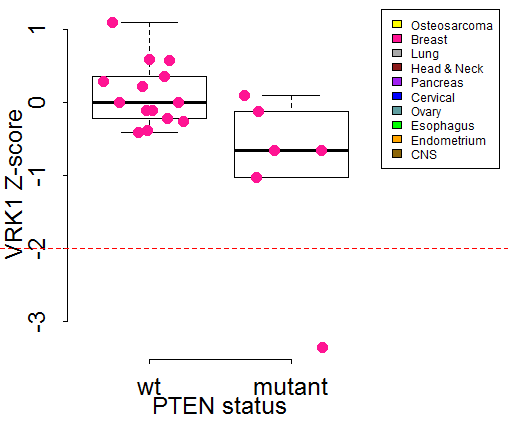 1
0
-1
-2
-3
VRK1 Z-score
wt
mutant
PTEN status
Osteosarcoma
Breast
Lung
Head & Neck
Pancreas
Cervical
Ovary
Esophagus
Endometrium
CNS